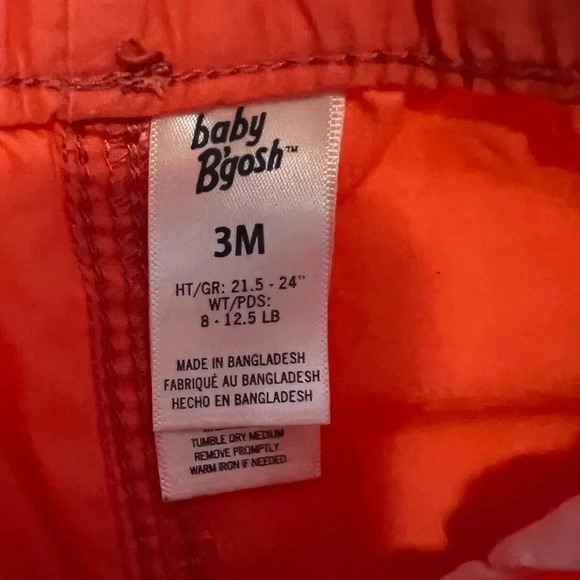 baby
B'gosh™
3M
HT/GR: 21.5 - 24"
WT/PDS:
8 - 12.5 LB
MADE IN BANGLADESH
FABRIQUÉ AU BANGLADESH
HECHO EN BANGLADESH
TUMBLE DRY MEDIUM
REMOVE PROMPTLY.
WARM IRON IF NEEDED.